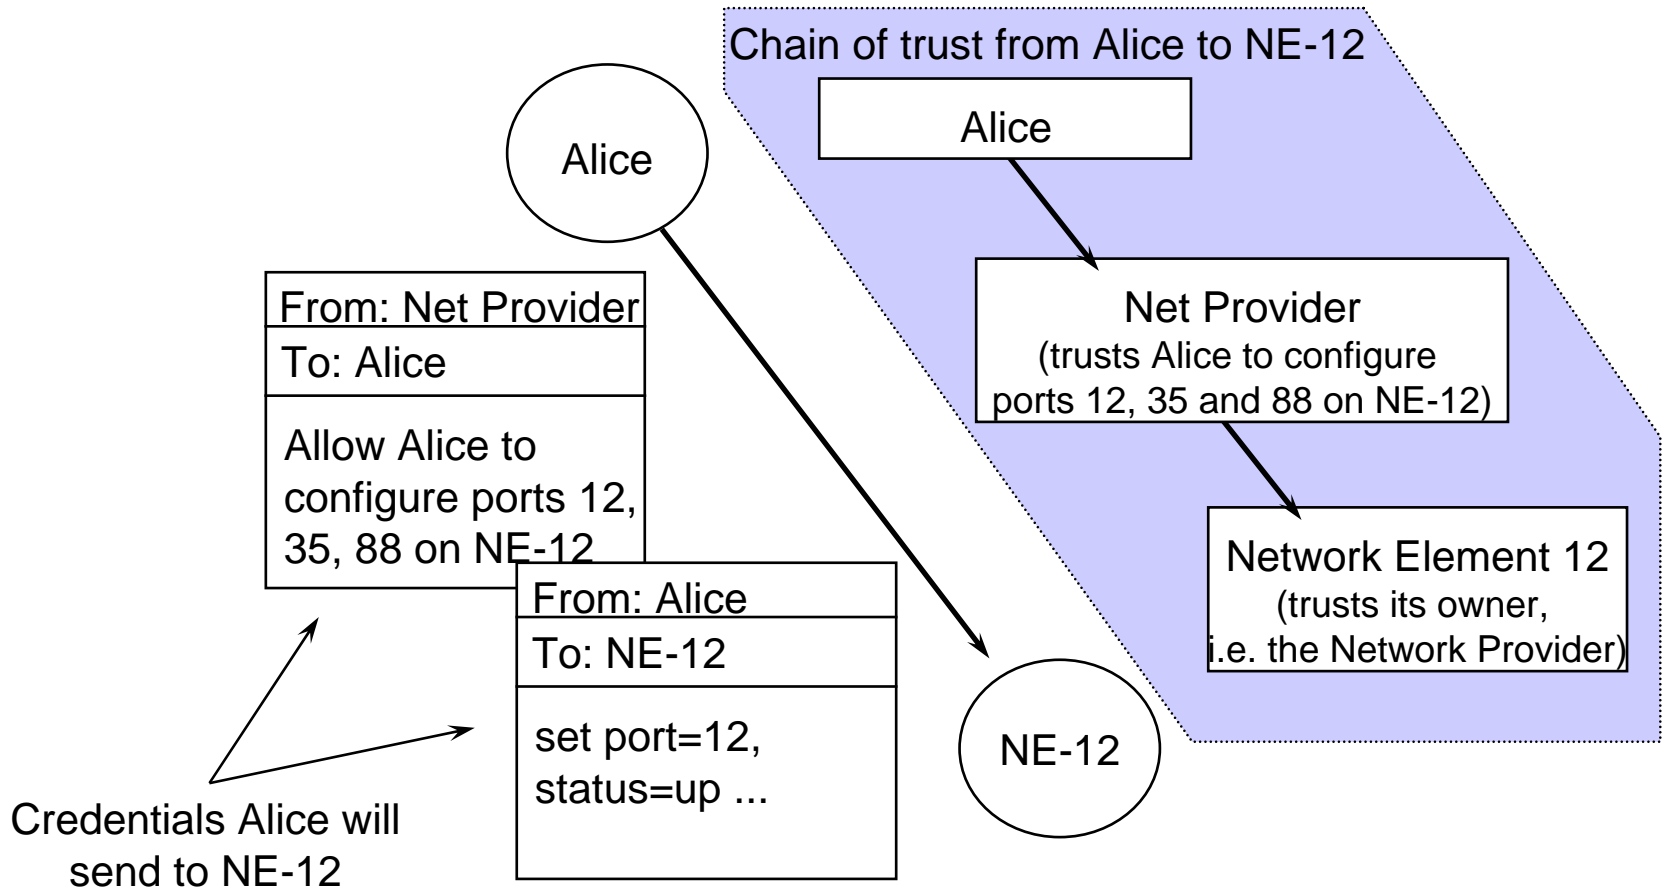 Chain of trust from Alice to NE-12
Alice
Alice
Net Provider
(trusts Alice to configure
ports 12, 35 and 88 on NE-12)
Network Element 12
(trusts its owner,
i.e. the Network Provider)
From: Net Provider
To: Alice
Allow Alice to
configure ports 12,
35, 88 on NE-12
From: Alice
To: NE-12
set port=12,
status=up ...
NE-12
Credentials Alice will
send to NE-12